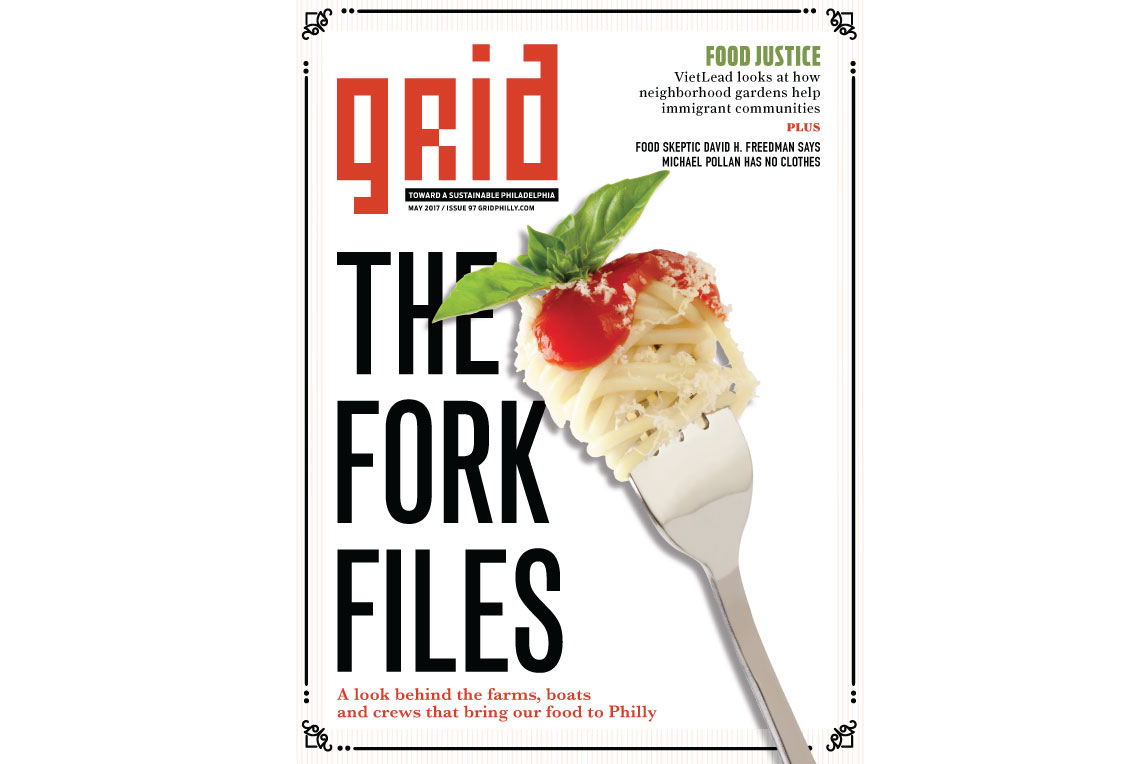 grid
TOWARD A SUSTAINABLE PHILADELPHIA
MAY 2017 / ISSUE 97 GRIDPHILLY.COM
FOOD JUSTICE
VietLead looks at how
neighborhood gardens help
immigrant communities
PLUS
FOOD SKEPTIC DAVID H. FREEDMAN SAYS
MICHAEL POLLAN HAS NO CLOTHES
THE
FORK
FILES
A look behind the farms, boats
and crews that bring our food to Philly